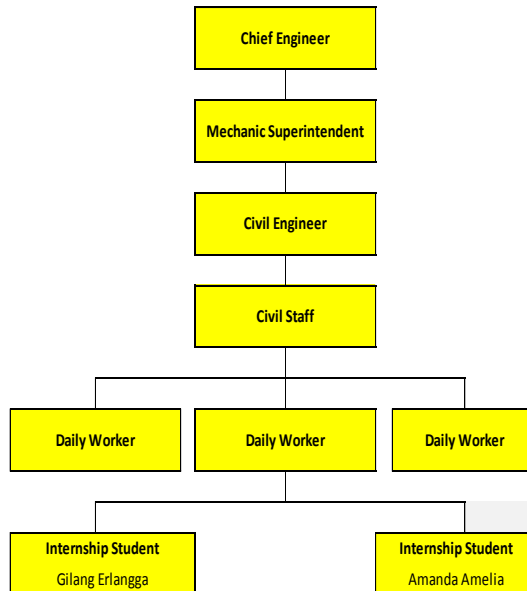 Chief Engineer
Mechanic Superintendent
Civil Engineer
Civil Staff
Daily Worker
Daily Worker
Daily Worker
Internship Student
Gilang Erlangga
Internship Student
Amanda Amelia